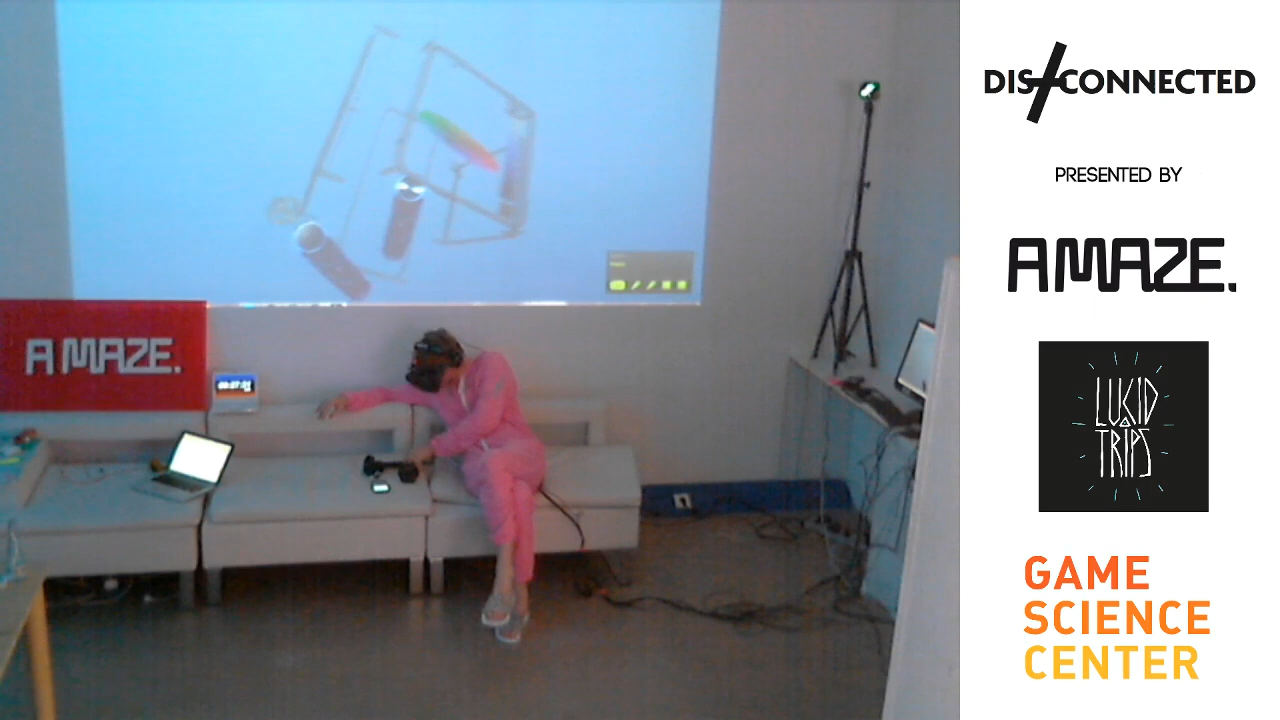 DIS/CONNECTED
PRESENTED BY
A MAZE.
LUCID
TRIPS
GAME
SCIENCE
CENTER
A MAZE.